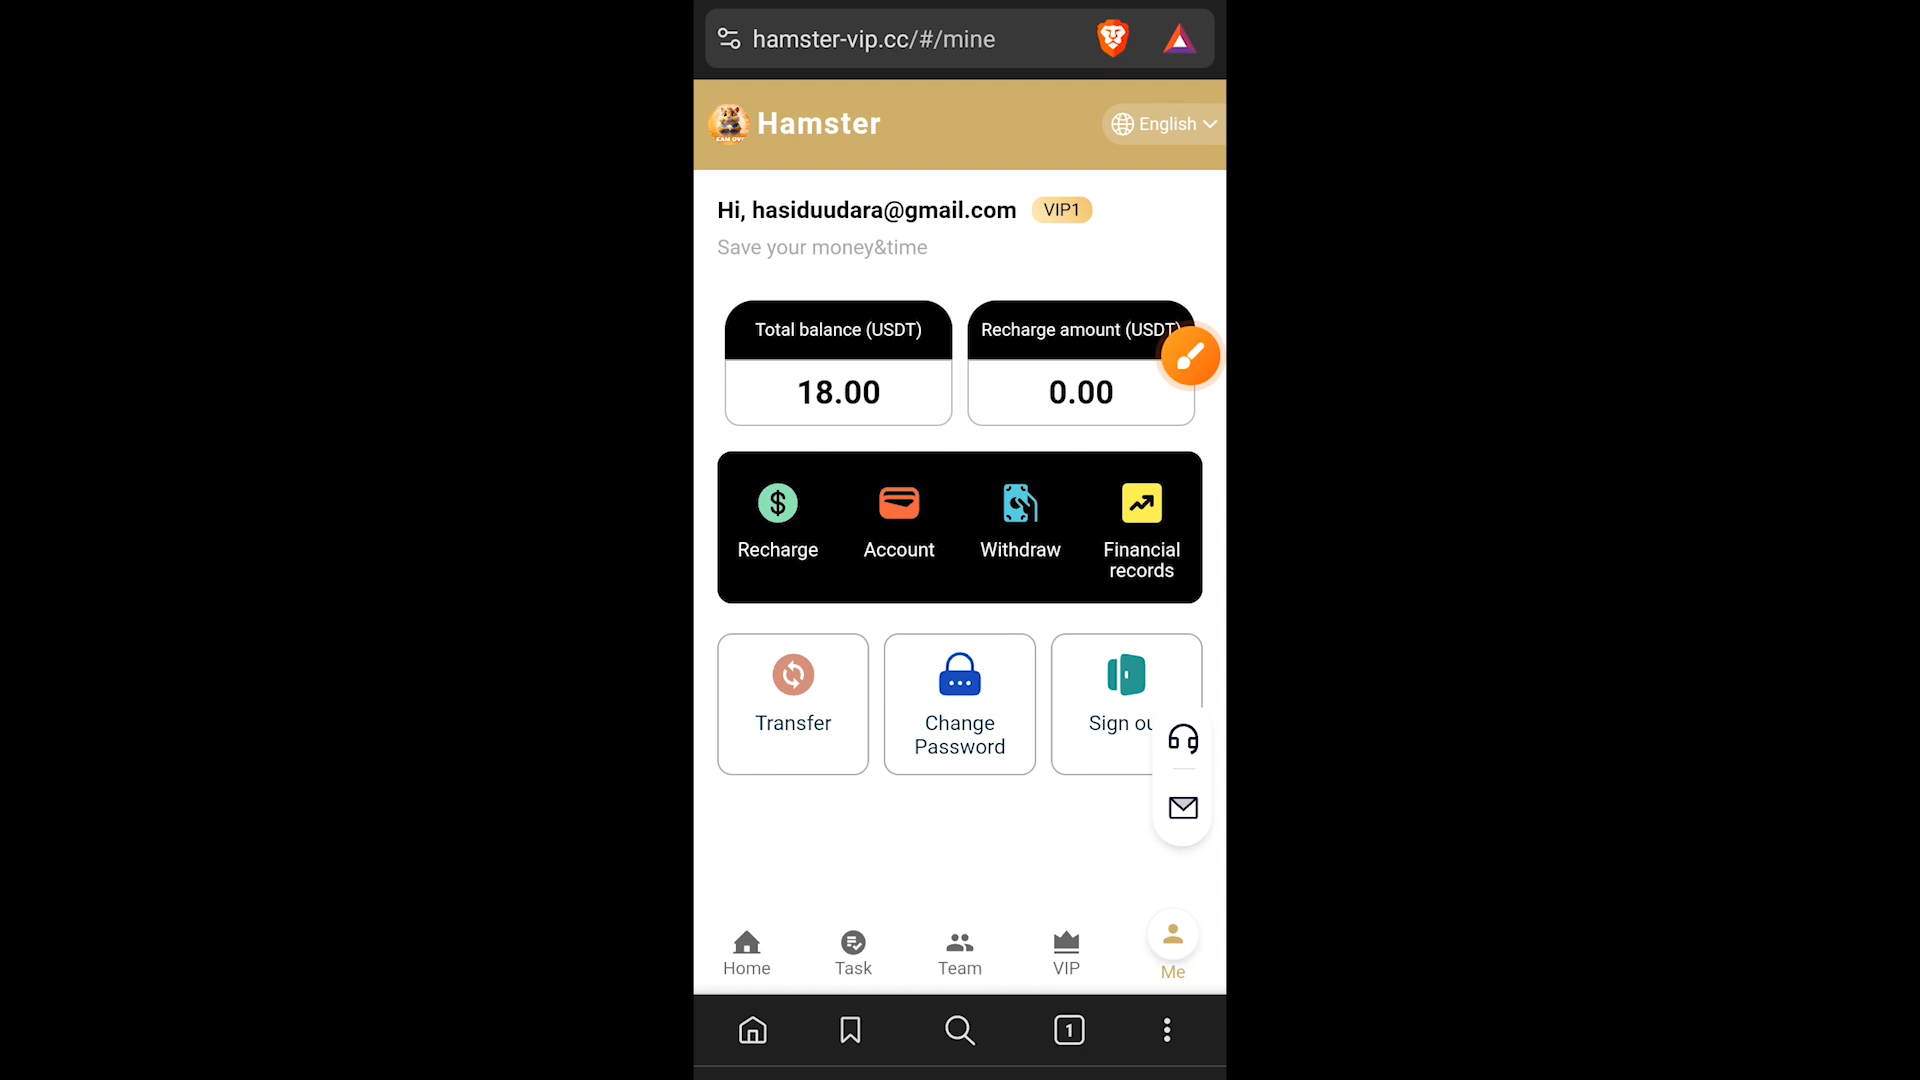 hamster-vip.cc/#/mine
Hamster
English
Hi, hasiduudara@gmail.com VIP1
Save your money&time
Total balance (USDT)
18.00
Recharge amount (USDT)
0.00
Recharge
Account
Withdraw
Financial
records
Transfer
Change
Password
Sign ou
Home
Task
Team
VIP
Me
1